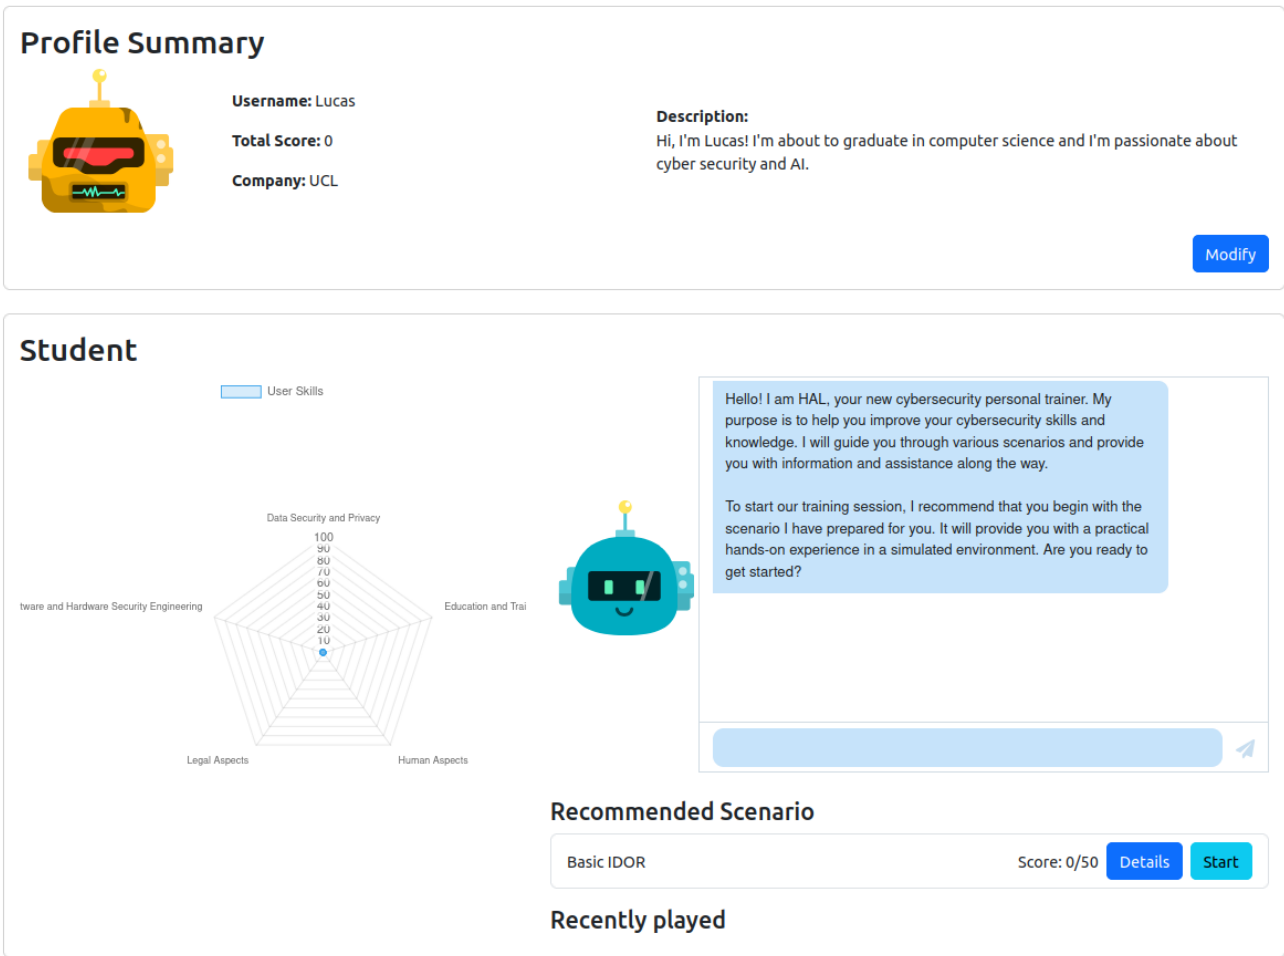 Profile Summary
Username: Lucas
Total Score: 0
Company: UCL
Description:
Hi, I'm Lucas! I'm about to graduate in computer science and I'm passionate about
cyber security and AI.
Modify
Student
User Skills
Data Security and Privacy
100
90
80
70
60
50
40
30
20
10
tware and Hardware Security Engineering
Education and Trai
Legal Aspects
Human Aspects
Hello! I am HAL, your new cybersecurity personal trainer. My
purpose is to help you improve your cybersecurity skills and
knowledge. I will guide you through various scenarios and provide
you with information and assistance along the way.
To start our training session, I recommend that you begin with the
scenario I have prepared for you. It will provide you with a practical
hands-on experience in a simulated environment. Are you ready to
get started?
Recommended Scenario
Basic IDOR
Score: 0/50
Details
Start
Recently played